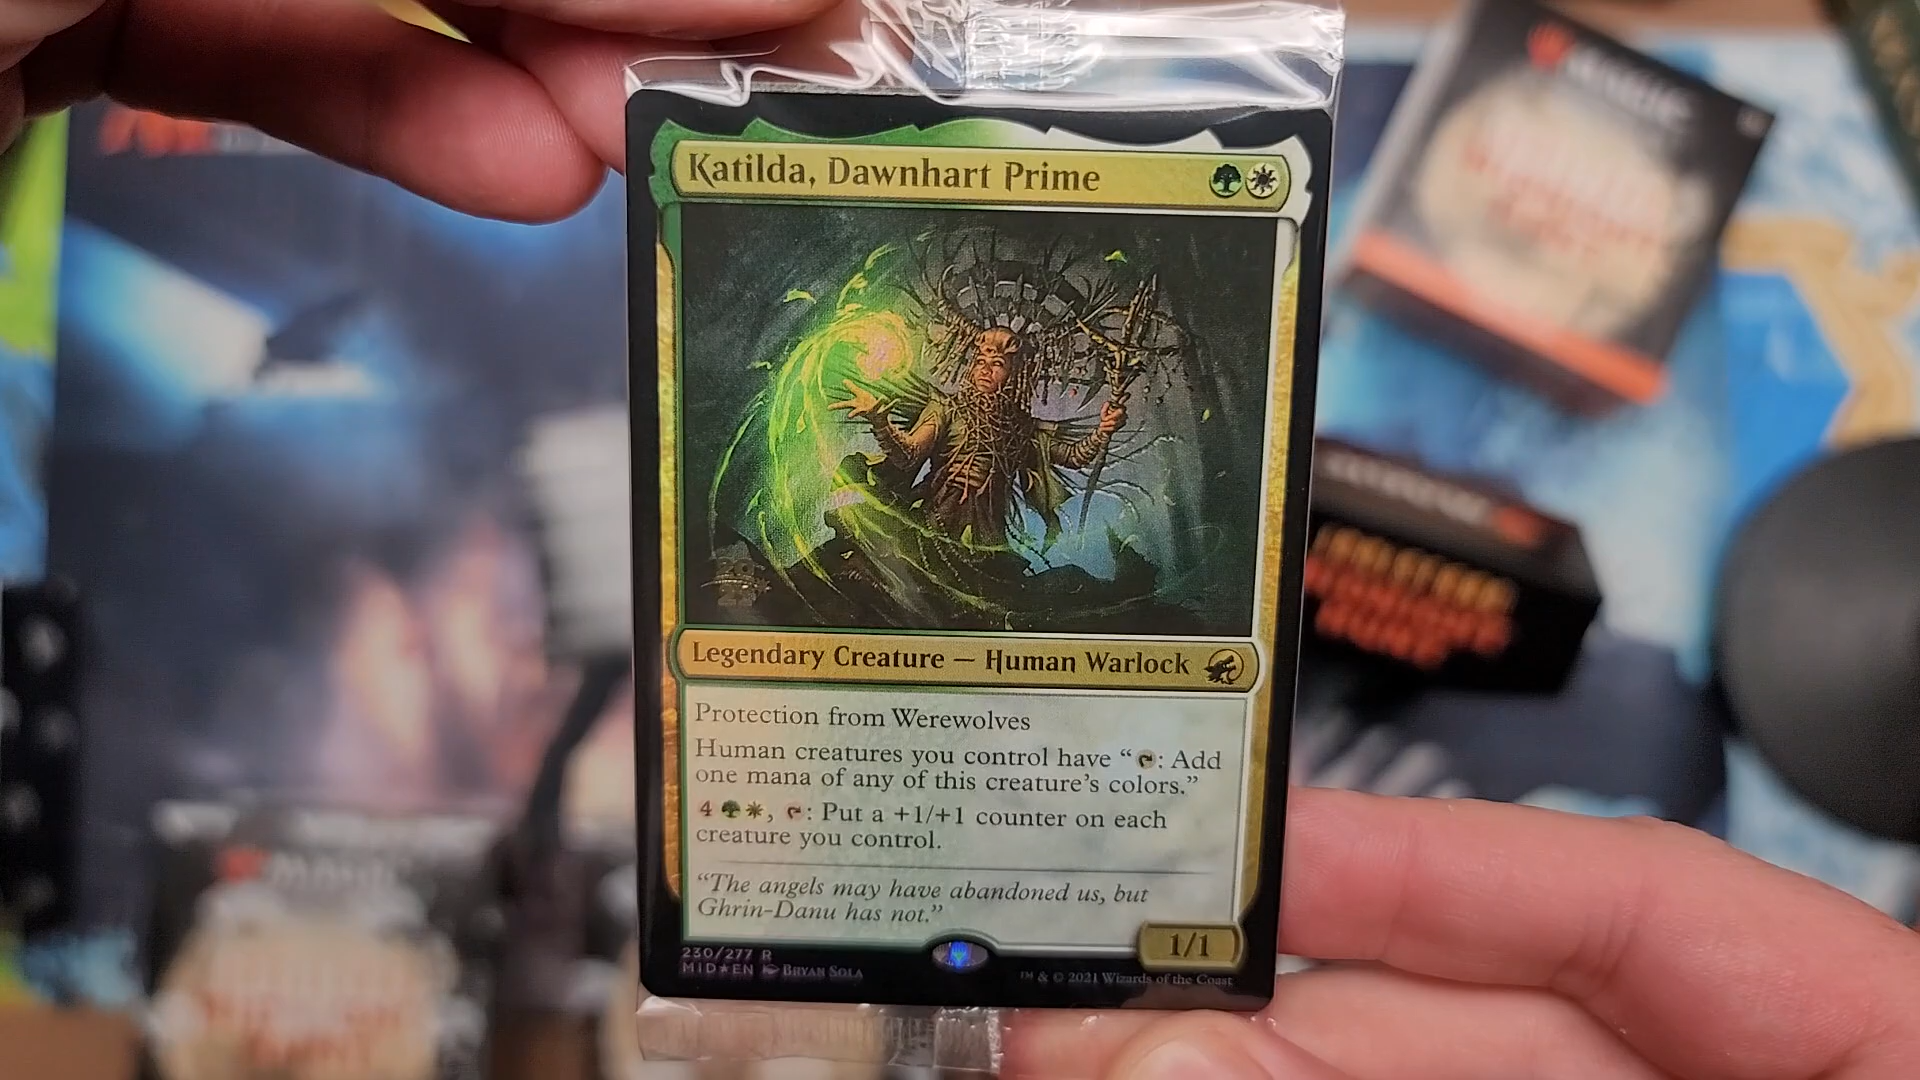 Katilda, Dawnhart Prime
Legendary Creature — Human Warlock
Protection from Werewolves
Human creatures you control have “: Add
one mana of any of this creature's colors.”
4 , : Put a +1/+1 counter on each
creature you control.
“The angels may have abandoned us, but
Ghrin-Danu has not.”
1/1
230/277 R
MID★EN Bryan Sola
™ & © 2021 Wizards of the Coast
MAGIC
MAGIC